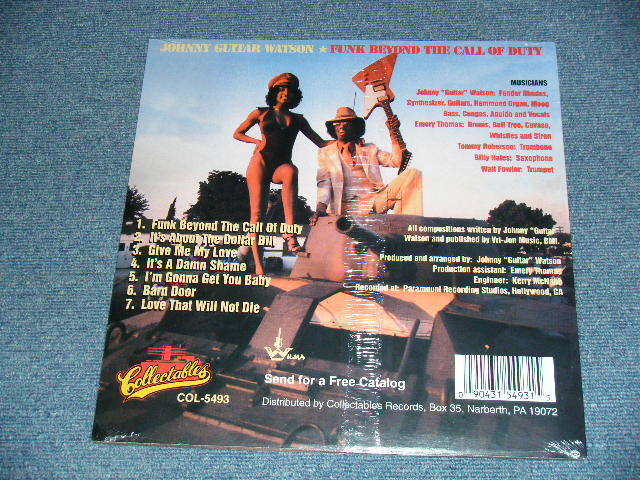 JOHNNY GUITAR WATSON ★ FUNK BEYOND THE CALL OF DUTY
MUSICIANS
Johnny "Guitar" Watson: Fender Rhodes,
Synthesizer, Guitars, Hammond Organ, Moog
Bass, Congas, Aquido and Vocals
Emery Thomas: Drums, Bell Tree, Cuvasa,
Whistles and Siren
Tommy Roberson: Trombone
Billy Hales: Saxophone
Walt Fowler: Trumpet
1. Funk Beyond The Call Of Duty
2. It's About The Dollar Bill
3. Give Me My Love
4. It's A Damn Shame
5. I'm Gonna Get You Baby
6. Barn Door
7. Love That Will Not Die
All compositions written by Johnny "Guitar"
Watson and published by Vri-Jon Music, BMI.
Produced and arranged by: Johnny "Guitar" Watson
Production assistant: Emery Thomas
Engineer: Kerry McNabb
Recorded at: Paramount Recording Studios, Hollywood, CA
Collectables
COL-5493
WILMA
Send for a Free Catalog
Distributed by Collectables Records, Box 35, Narberth, PA 19072
0 90431 54931 5